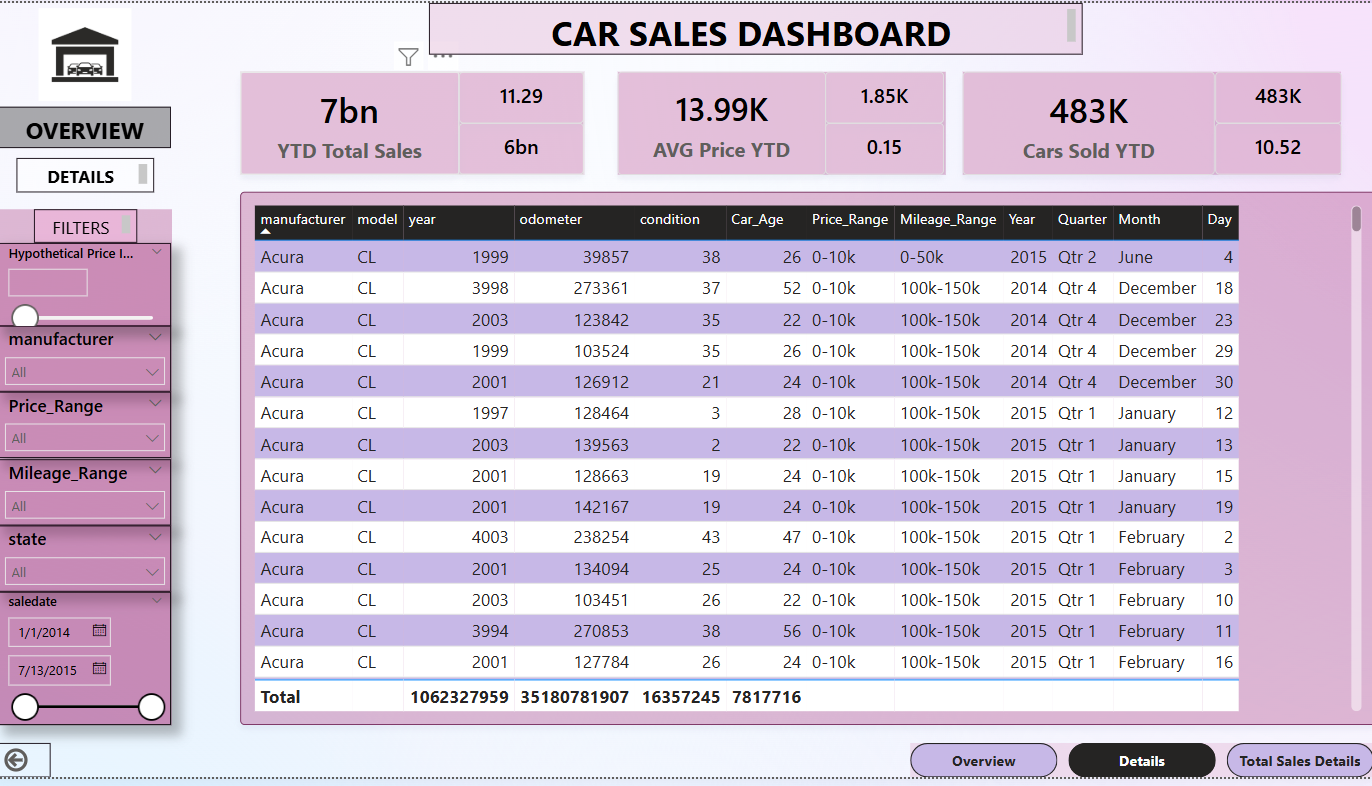 CAR SALES DASHBOARD
7bn
YTD Total Sales
11.29
6bn
13.99K
AVG Price YTD
1.85K
0.15
483K
Cars Sold YTD
483K
10.52
OVERVIEW
DETAILS
FILTERS
Hypothetical Price I...
manufacturer
All
Price_Range
All
Mileage_Range
All
state
All
saledate
1/1/2014
7/13/2015
manufacturer model year odometer condition Car_Age Price_Range Mileage_Range Year Quarter Month Day
Acura CL 1999 39857 38 26 0-10k 0-50k 2015 Qtr 2 June 4
Acura CL 3998 273361 37 52 0-10k 100k-150k 2014 Qtr 4 December 18
Acura CL 2003 123842 35 22 0-10k 100k-150k 2014 Qtr 4 December 23
Acura CL 1999 103524 35 26 0-10k 100k-150k 2014 Qtr 4 December 29
Acura CL 2001 126912 21 24 0-10k 100k-150k 2014 Qtr 4 December 30
Acura CL 1997 128464 3 28 0-10k 100k-150k 2015 Qtr 1 January 12
Acura CL 2003 139563 2 22 0-10k 100k-150k 2015 Qtr 1 January 13
Acura CL 2001 128663 19 24 0-10k 100k-150k 2015 Qtr 1 January 15
Acura CL 2001 142167 19 24 0-10k 100k-150k 2015 Qtr 1 January 19
Acura CL 4003 238254 43 47 0-10k 100k-150k 2015 Qtr 1 February 2
Acura CL 2001 134094 25 24 0-10k 100k-150k 2015 Qtr 1 February 3
Acura CL 2003 103451 26 22 0-10k 100k-150k 2015 Qtr 1 February 10
Acura CL 3994 270853 38 56 0-10k 100k-150k 2015 Qtr 1 February 11
Acura CL 2001 127784 26 24 0-10k 100k-150k 2015 Qtr 1 February 16
Total 1062327959 35180781907 16357245 7817716
Overview
Details
Total Sales Details